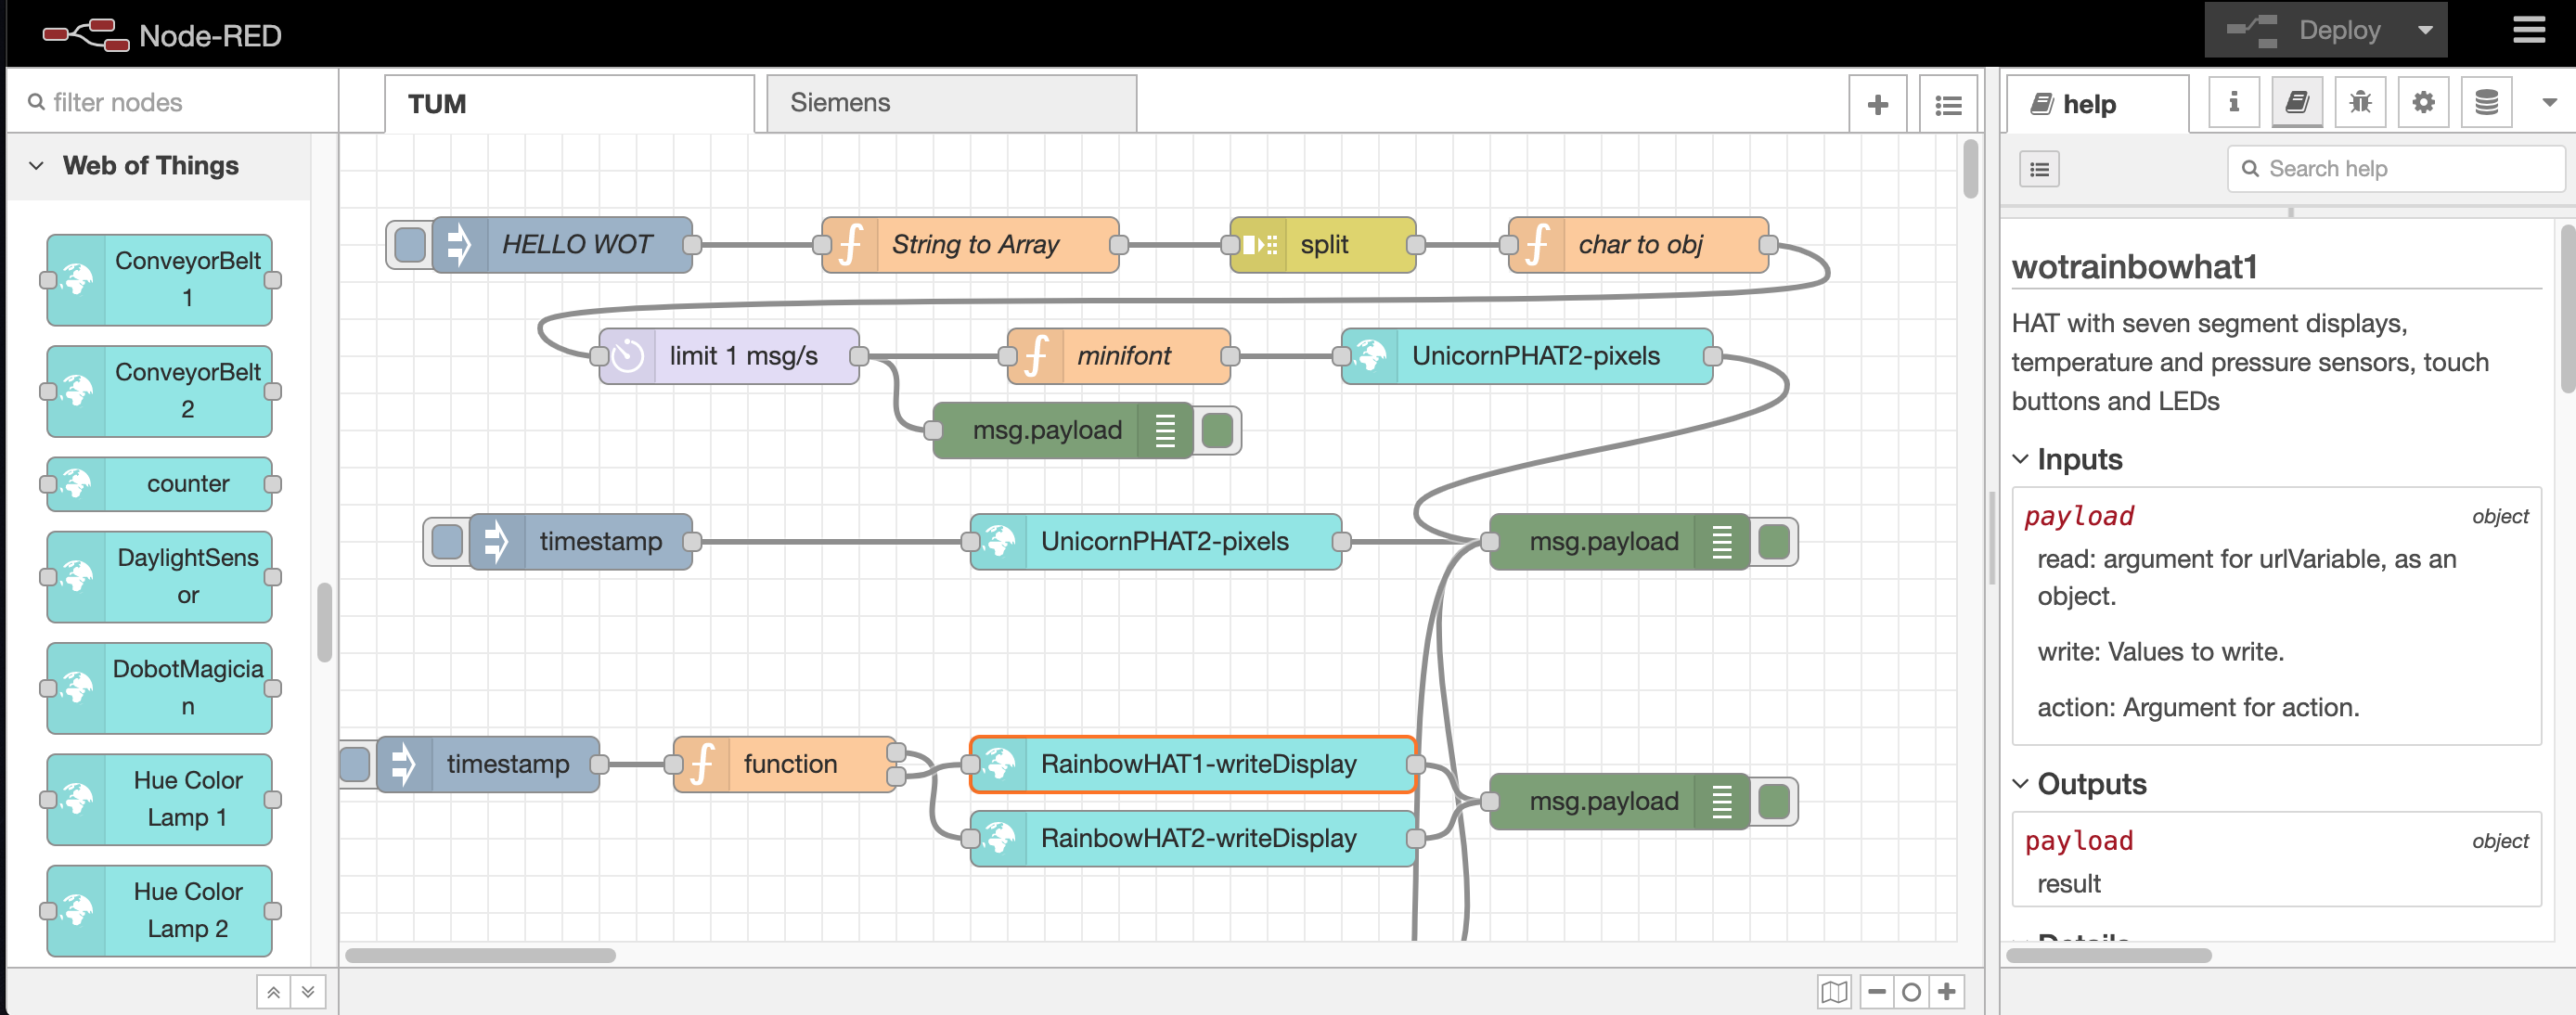 Node-RED
Deploy
filter nodes
TUM
Siemens
help
Web of Things
Search help
ConveyorBelt
1
ConveyorBelt
2
counter
DaylightSens
or
DobotMagicia
n
Hue Color
Lamp 1
Hue Color
Lamp 2
HELLO WOT
String to Array
split
char to obj
limit 1 msg/s
minifont
UnicornPHAT2-pixels
msg.payload
timestamp
UnicornPHAT2-pixels
msg.payload
timestamp
function
RainbowHAT1-writeDisplay
RainbowHAT2-writeDisplay
msg.payload
wotrainbowhat1
HAT with seven segment displays,
temperature and pressure sensors, touch
buttons and LEDs
Inputs
payload object
read: argument for urlVariable, as an
object.
write: Values to write.
action: Argument for action.
Outputs
payload object
result
Details